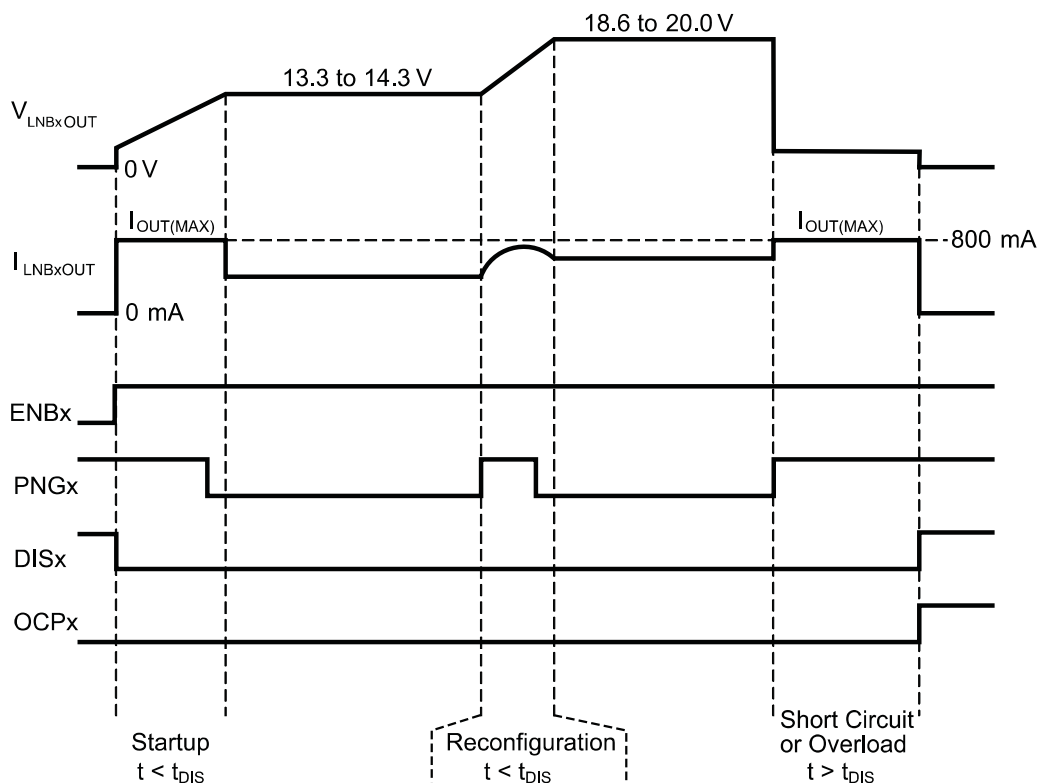 18.6 to 20.0 V
13.3 to 14.3 V
VLNBxOUT
0 V
IOUT(MAX)
IOUT(MAX)
800 mA
ILNBxOUT
0 mA
ENBx
PNGx
DISx
OCPx
Startup
t < tDIS
Reconfiguration
t < tDIS
Short Circuit
or Overload
t > tDIS